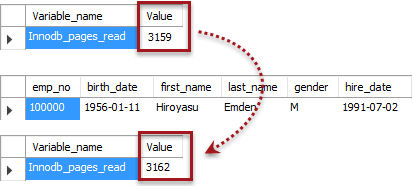 Variable_name Value
Innodb_pages_read 3159
emp_no birth_date first_name last_name gender hire_date
100000 1956-01-11 Hiroyasu Emden M 1991-07-02
Variable_name Value
Innodb_pages_read 3162